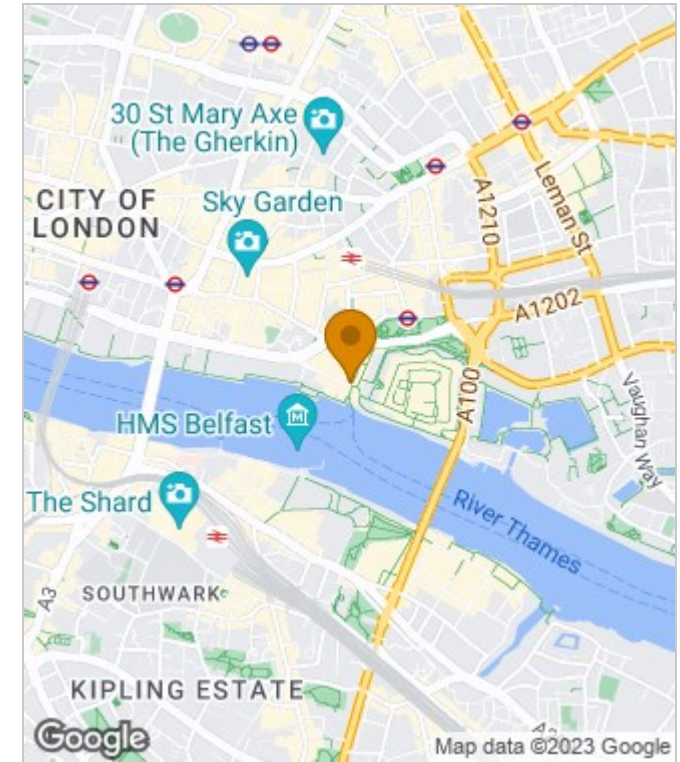 30 St Mary Axe
(The Gherkin)
CITY OF
LONDON
Sky Garden
A1210
Leman St
A1202
A100
Vaughan Way
HMS Belfast
M
The Shard
River Thames
A3
SOUTHWARK
KIPLING ESTATE
Google
Map data ©2023 Google